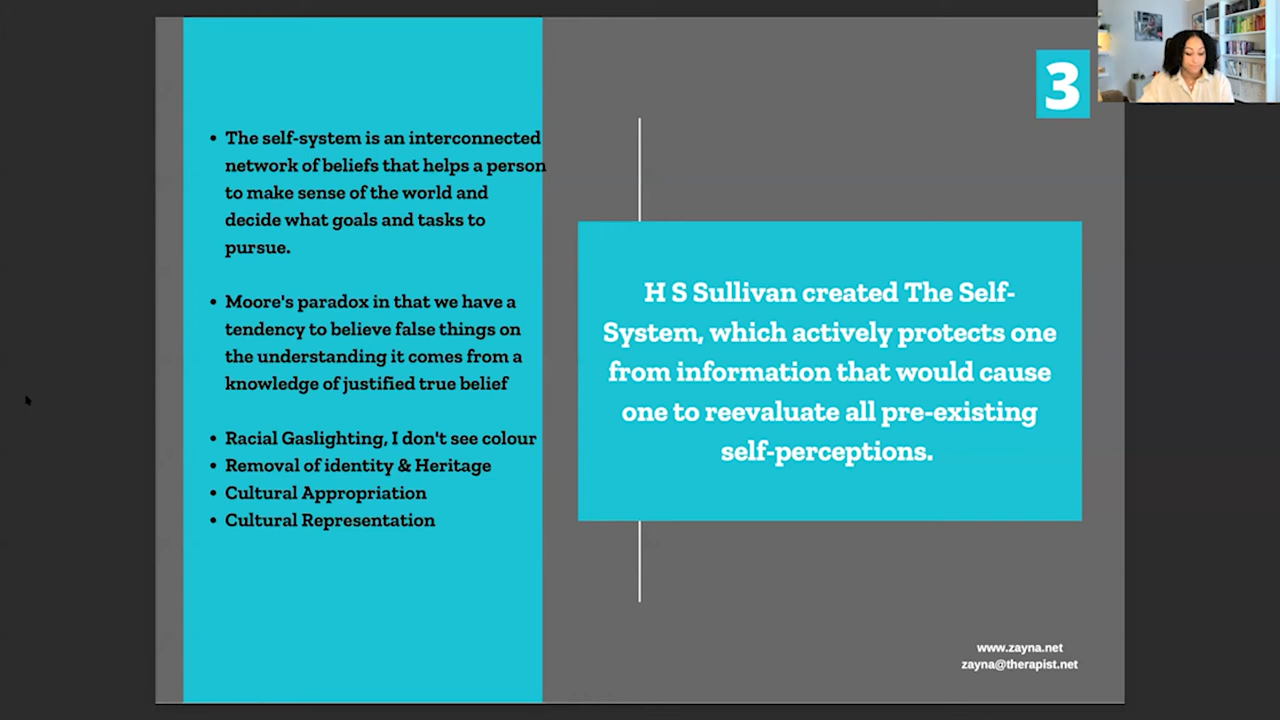 • The self-system is an interconnected
network of beliefs that helps a person
to make sense of the world and
decide what goals and tasks to
pursue.
• Moore's paradox in that we have a
tendency to believe false things on
the understanding it comes from a
knowledge of justified true belief
• Racial Gaslighting, I don't see colour
• Removal of identity & Heritage
• Cultural Appropriation
• Cultural Representation
3
H S Sullivan created The Self-
System, which actively protects one
from information that would cause
one to reevaluate all pre-existing
self-perceptions.
www.zayna.net
zayna@therapist.net